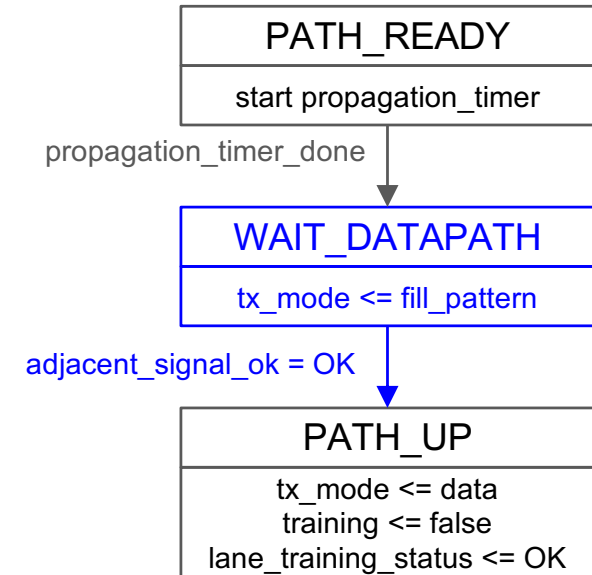 PATH_READY
start propagation_timer
propagation_timer_done
WAIT_DATAPATH
tx_mode <= fill_pattern
adjacent_signal_ok = OK
PATH_UP
tx_mode <= data
training <= false
lane_training_status <= OK